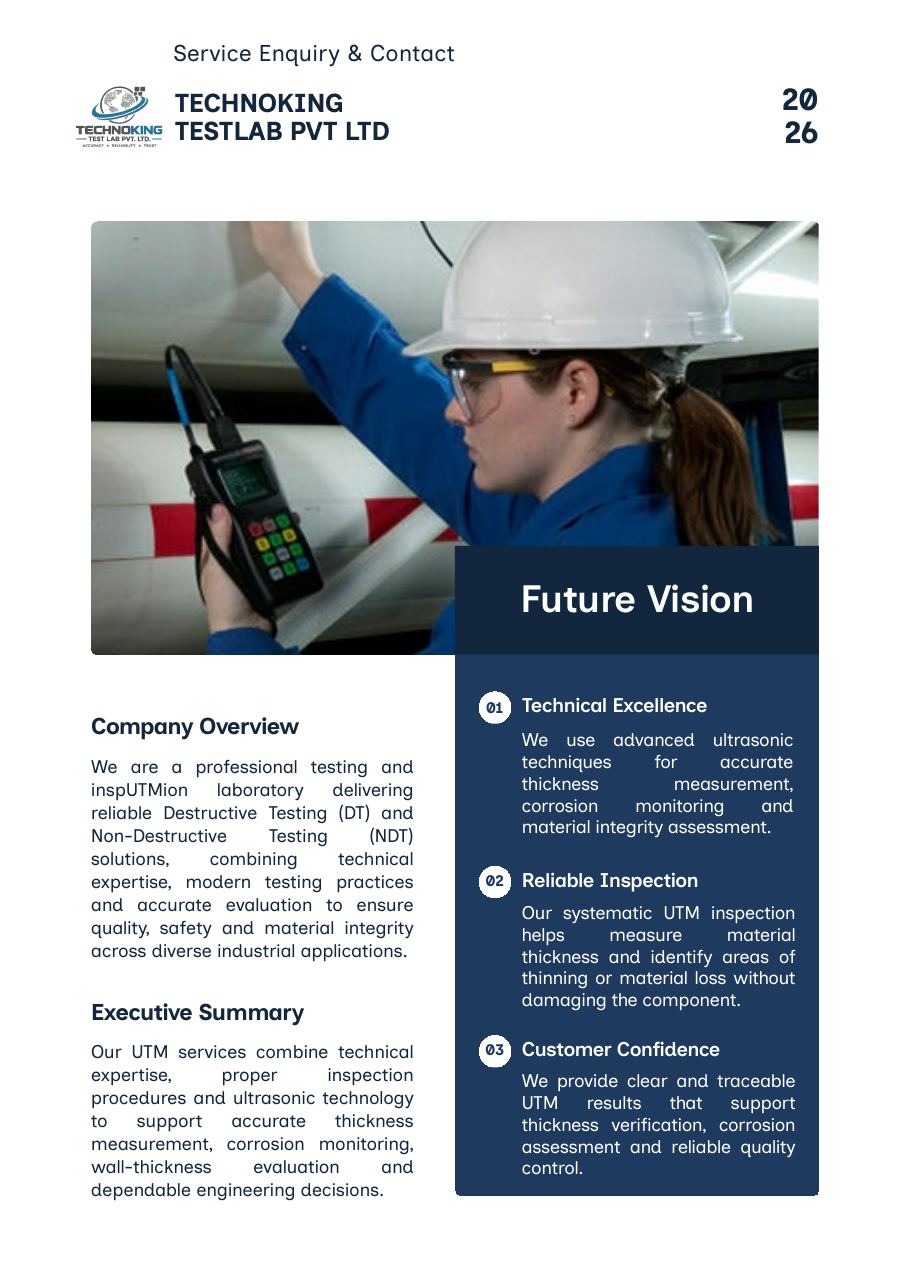 Service Enquiry & Contact
TECHNOKING
TEST LAB PVT. LTD.
ACCURACY • RELIABILITY • TRUST
TECHNOKING
TESTLAB PVT LTD
20
26
Future Vision
Company Overview
We are a professional testing and
inspUTMion laboratory delivering
reliable Destructive Testing (DT) and
Non-Destructive Testing (NDT)
solutions, combining technical
expertise, modern testing practices
and accurate evaluation to ensure
quality, safety and material integrity
across diverse industrial applications.
Executive Summary
Our UTM services combine technical
expertise, proper inspection
procedures and ultrasonic technology
to support accurate thickness
measurement, corrosion monitoring,
wall-thickness evaluation and
dependable engineering decisions.
01 Technical Excellence
We use advanced ultrasonic
techniques for accurate
thickness measurement,
corrosion monitoring and
material integrity assessment.
02 Reliable Inspection
Our systematic UTM inspection
helps measure material
thickness and identify areas of
thinning or material loss without
damaging the component.
03 Customer Confidence
We provide clear and traceable
UTM results that support
thickness verification, corrosion
assessment and reliable quality
control.